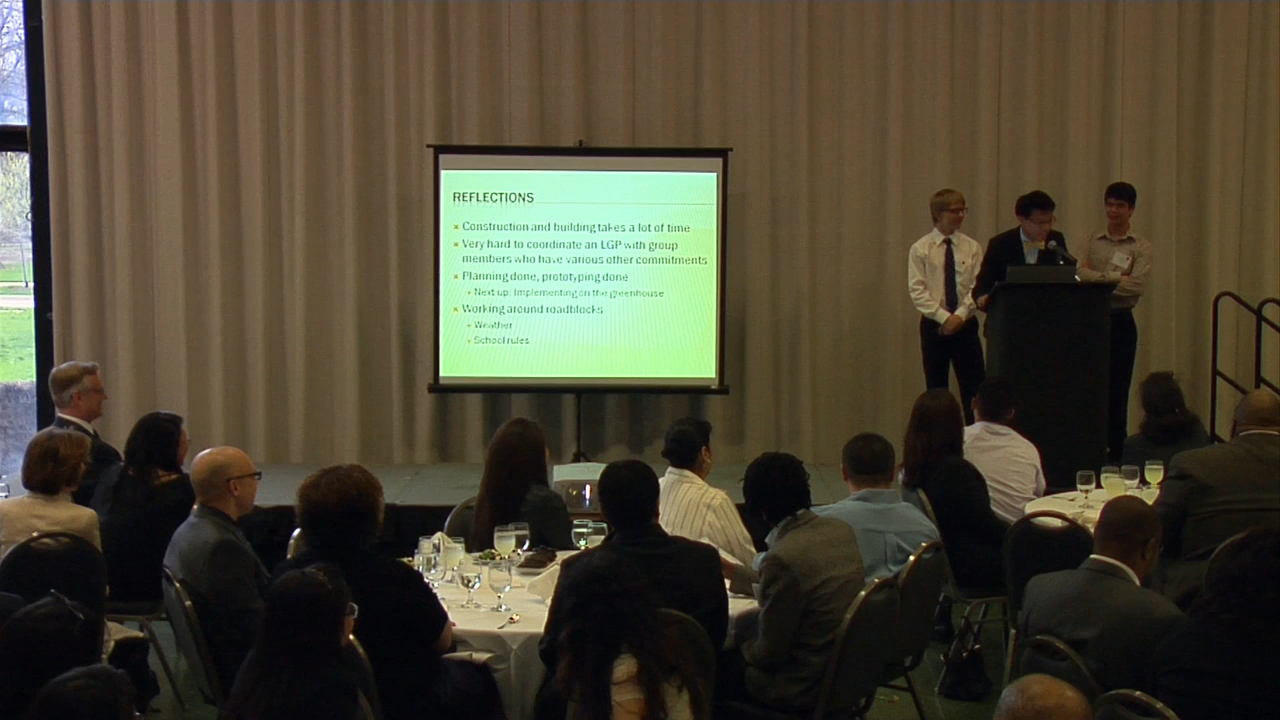 REFLECTIONS
Construction and building takes a lot of time
Very hard to coordinate an LGP with group
members who have various other commitments
Planning done, prototyping done
Next up: Implementing on the greenhouse
Working around roadblocks
Weather
School rules